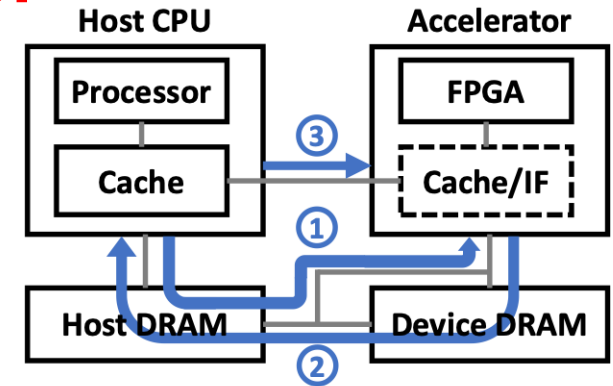 Host CPU
Accelerator
Processor
FPGA
③
Cache
Cache/IF
①
Host DRAM
Device DRAM
②